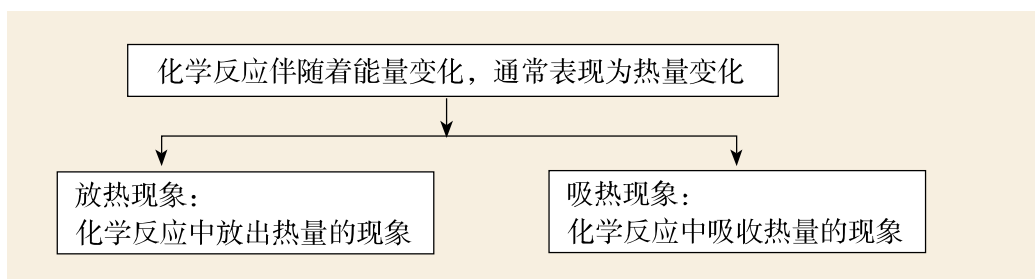 化学反应伴随着能量变化，通常表现为热量变化
放热现象：
化学反应中放出热量的现象
吸热现象：
化学反应中吸收热量的现象